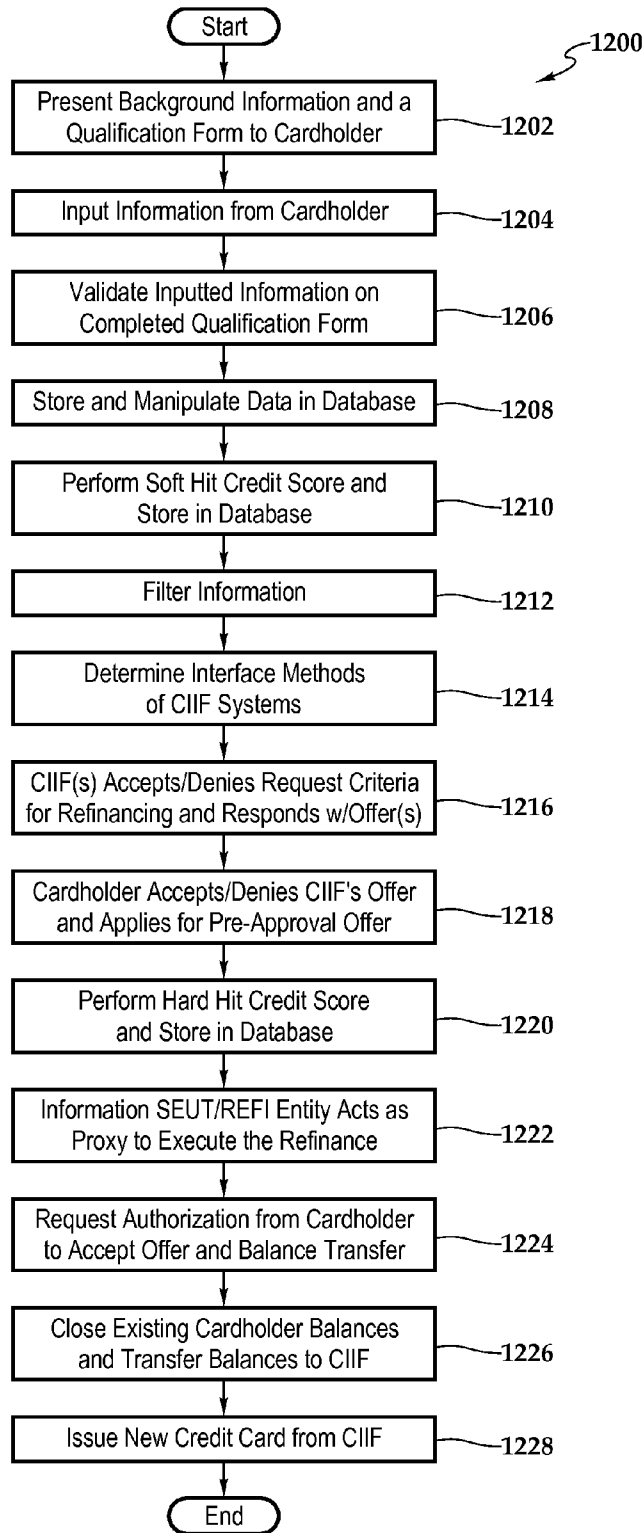 Start
1200
Present Background Information and a
Qualification Form to Cardholder
1202
Input Information from Cardholder
1204
Validate Inputted Information on
Completed Qualification Form
1206
Store and Manipulate Data in Database
1208
Perform Soft Hit Credit Score and
Store in Database
1210
Filter Information
1212
Determine Interface Methods
of CIIF Systems
1214
CIIF(s) Accepts/Denies Request Criteria
for Refinancing and Responds w/Offer(s)
1216
Cardholder Accepts/Denies CIIF's Offer
and Applies for Pre-Approval Offer
1218
Perform Hard Hit Credit Score
and Store in Database
1220
Information SEUT/REFI Entity Acts as
Proxy to Execute the Refinance
1222
Request Authorization from Cardholder
to Accept Offer and Balance Transfer
1224
Close Existing Cardholder Balances
and Transfer Balances to CIIF
1226
Issue New Credit Card from CIIF
1228
End